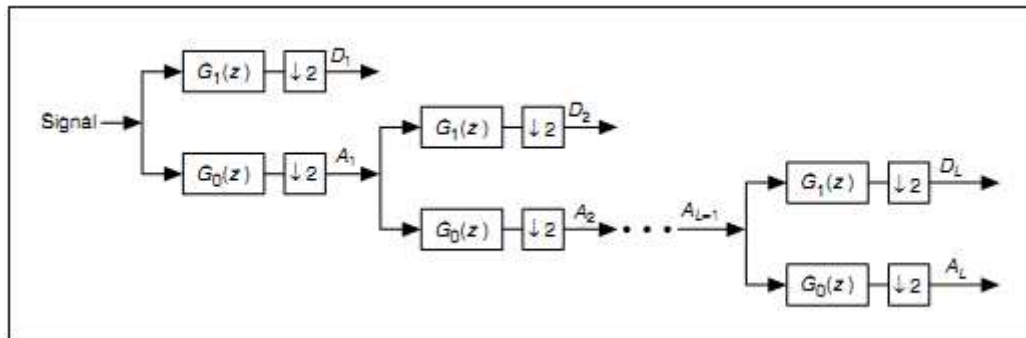 G1(z) ↓2 D1
Signal
G0(z) ↓2 A1
G1(z) ↓2 D2
G0(z) ↓2 A2 • • • AL=1
G1(z) ↓2 DL
G0(z) ↓2 AL